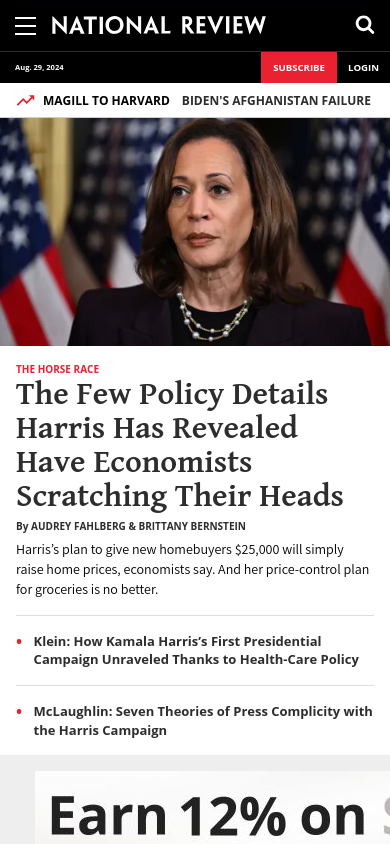 NATIONAL REVIEW
Aug. 29, 2024
SUBSCRIBE
LOGIN
MAGILL TO HARVARD BIDEN'S AFGHANISTAN FAILURE
THE HORSE RACE
The Few Policy Details
Harris Has Revealed
Have Economists
Scratching Their Heads
By AUDREY FAHLBERG & BRITTANY BERNSTEIN
Harris’s plan to give new homebuyers $25,000 will simply
raise home prices, economists say. And her price-control plan
for groceries is no better.
• Klein: How Kamala Harris’s First Presidential
Campaign Unraveled Thanks to Health-Care Policy
• McLaughlin: Seven Theories of Press Complicity with
the Harris Campaign
Earn 12% on